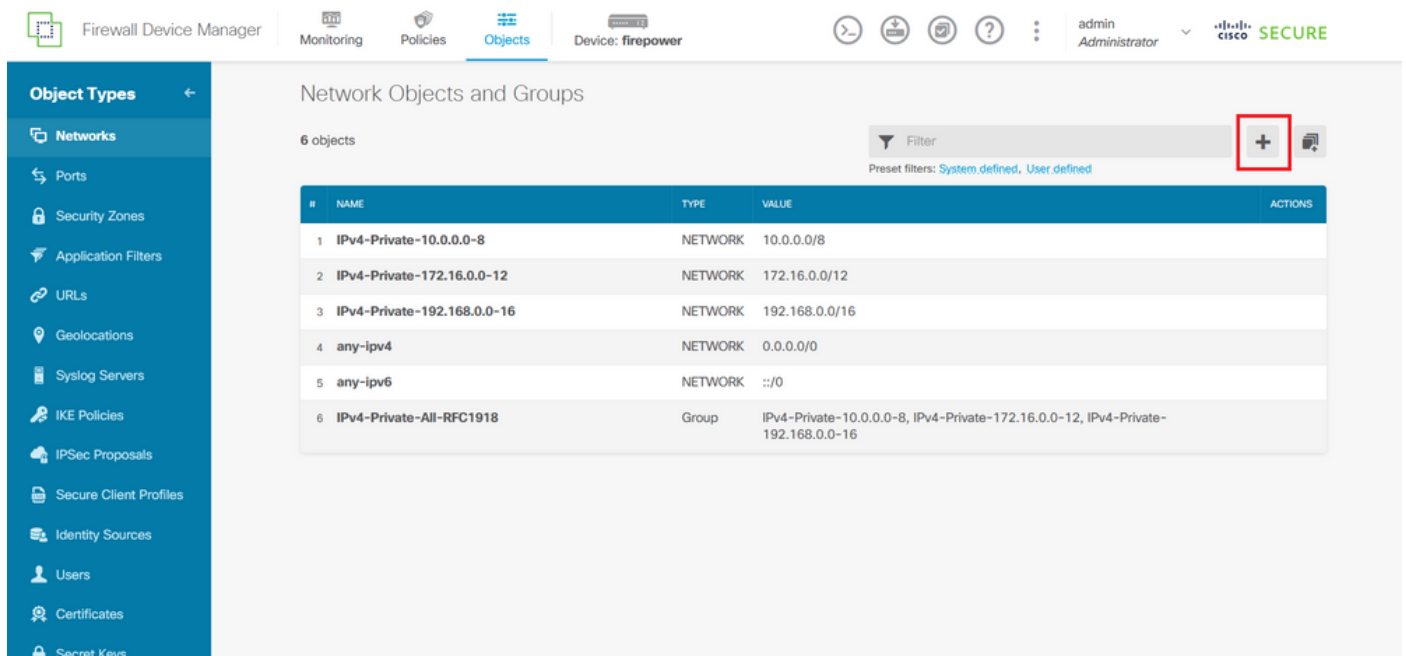 Firewall Device Manager
Monitoring
Policies
Objects
Device: firepower
admin
Administrator
cisco SECURE
Object Types
Networks
Ports
Security Zones
Application Filters
URLs
Geolocations
Syslog Servers
IKE Policies
IPSec Proposals
Secure Client Profiles
Identity Sources
Users
Certificates
Secret Keys
Network Objects and Groups
6 objects
Filter
Preset filters: System defined, User defined
# NAME TYPE VALUE ACTIONS
1 IPv4-Private-10.0.0.0-8 NETWORK 10.0.0.0/8
2 IPv4-Private-172.16.0.0-12 NETWORK 172.16.0.0/12
3 IPv4-Private-192.168.0.0-16 NETWORK 192.168.0.0/16
4 any-ipv4 NETWORK 0.0.0.0/0
5 any-ipv6 NETWORK ::/0
6 IPv4-Private-All-RFC1918 Group IPv4-Private-10.0.0.0-8, IPv4-Private-172.16.0.0-12, IPv4-Private-
192.168.0.0-16